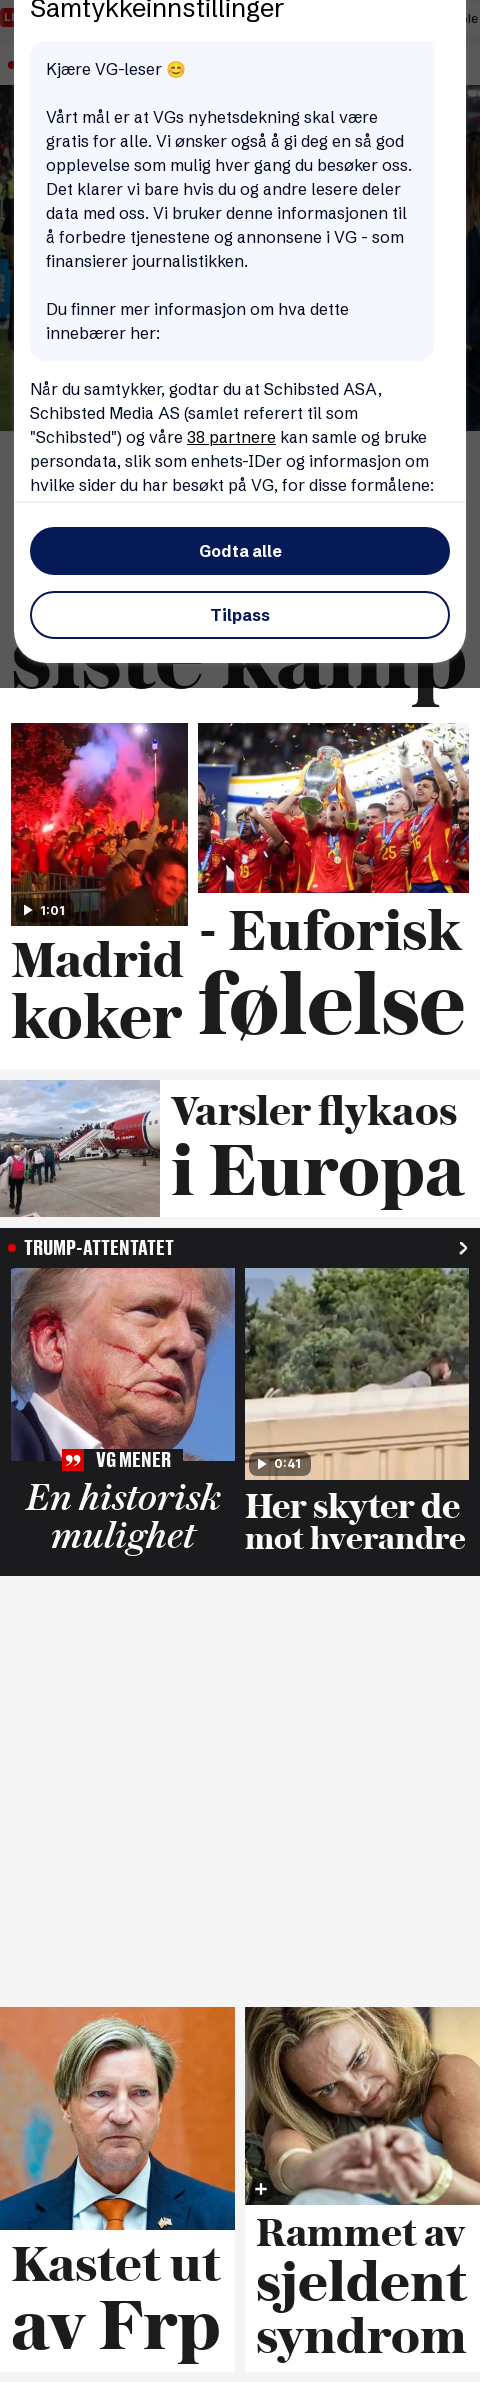 Samtykkeinnstillinger
Kjære VG-leser 😊
Vårt mål er at VGs nyhetsdekning skal være
gratis for alle. Vi ønsker også å gi deg en så god
opplevelse som mulig hver gang du besøker oss.
Det klarer vi bare hvis du og andre lesere deler
data med oss. Vi bruker denne informasjonen til
å forbedre tjenestene og annonsene i VG - som
finansierer journalistikken.
Du finner mer informasjon om hva dette
innebærer her:
Når du samtykker, godtar du at Schibsted ASA,
Schibsted Media AS (samlet referert til som
"Schibsted") og våre 38 partnere kan samle og bruke
persondata, slik som enhets-IDer og informasjon om
hvilke sider du har besøkt på VG, for disse formålene:
Godta alle
Tilpass
siste kamp
1:01
Madrid
koker
- Euforisk
følelse
Varsler flykaos
i Europa
TRUMP-ATTENTATET
VG MENER
En historisk
mulighet
0:41
Her skyter de
mot hverandre
Kastet ut
av Frp
Rammet av
sjeldent
syndrom